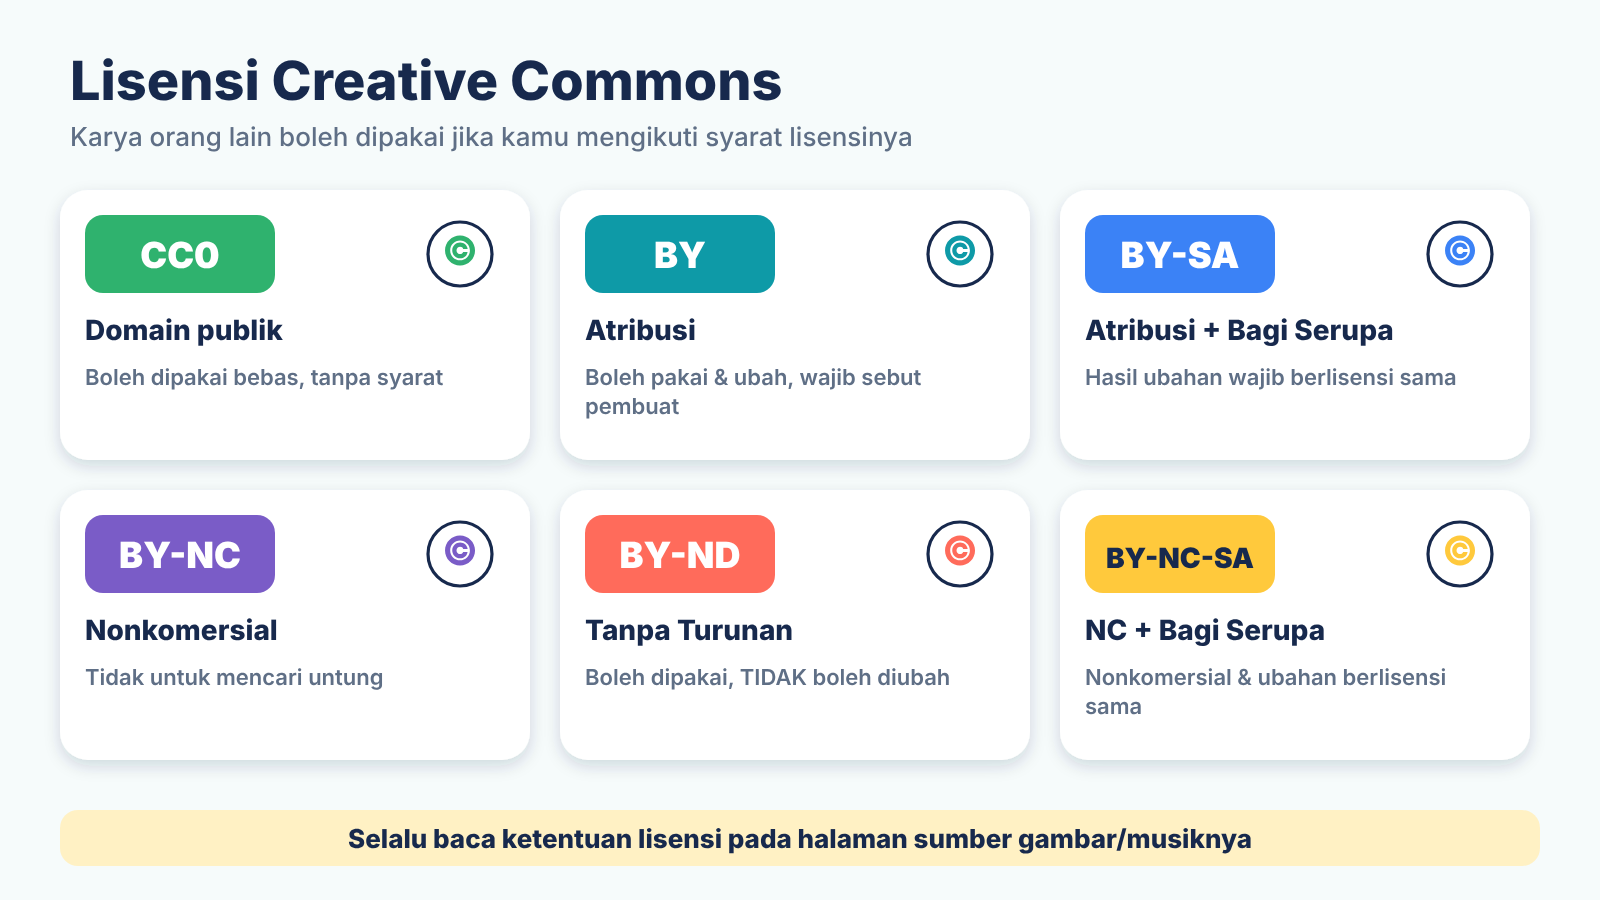 Lisensi Creative Commons
Karya orang lain boleh dipakai jika kamu mengikuti syarat lisensinya
CC0
Domain publik
Boleh dipakai bebas, tanpa syarat
BY
Atribusi
Boleh pakai & ubah, wajib sebut
pembuat
BY-SA
Atribusi + Bagi Serupa
Hasil ubahan wajib berlisensi sama
BY-NC
Nonkomersial
Tidak untuk mencari untung
BY-ND
Tanpa Turunan
Boleh dipakai, TIDAK boleh diubah
BY-NC-SA
NC + Bagi Serupa
Nonkomersial & ubahan berlisensi
sama
Selalu baca ketentuan lisensi pada halaman sumber gambar/musiknya